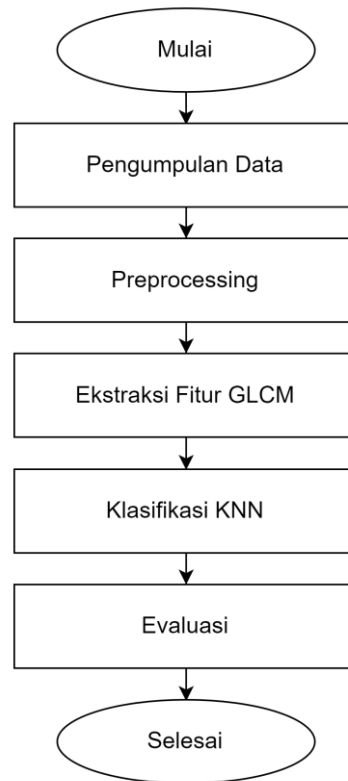 Mulai
Pengumpulan Data
Preprocessing
Ekstraksi Fitur GLCM
Klasifikasi KNN
Evaluasi
Selesai